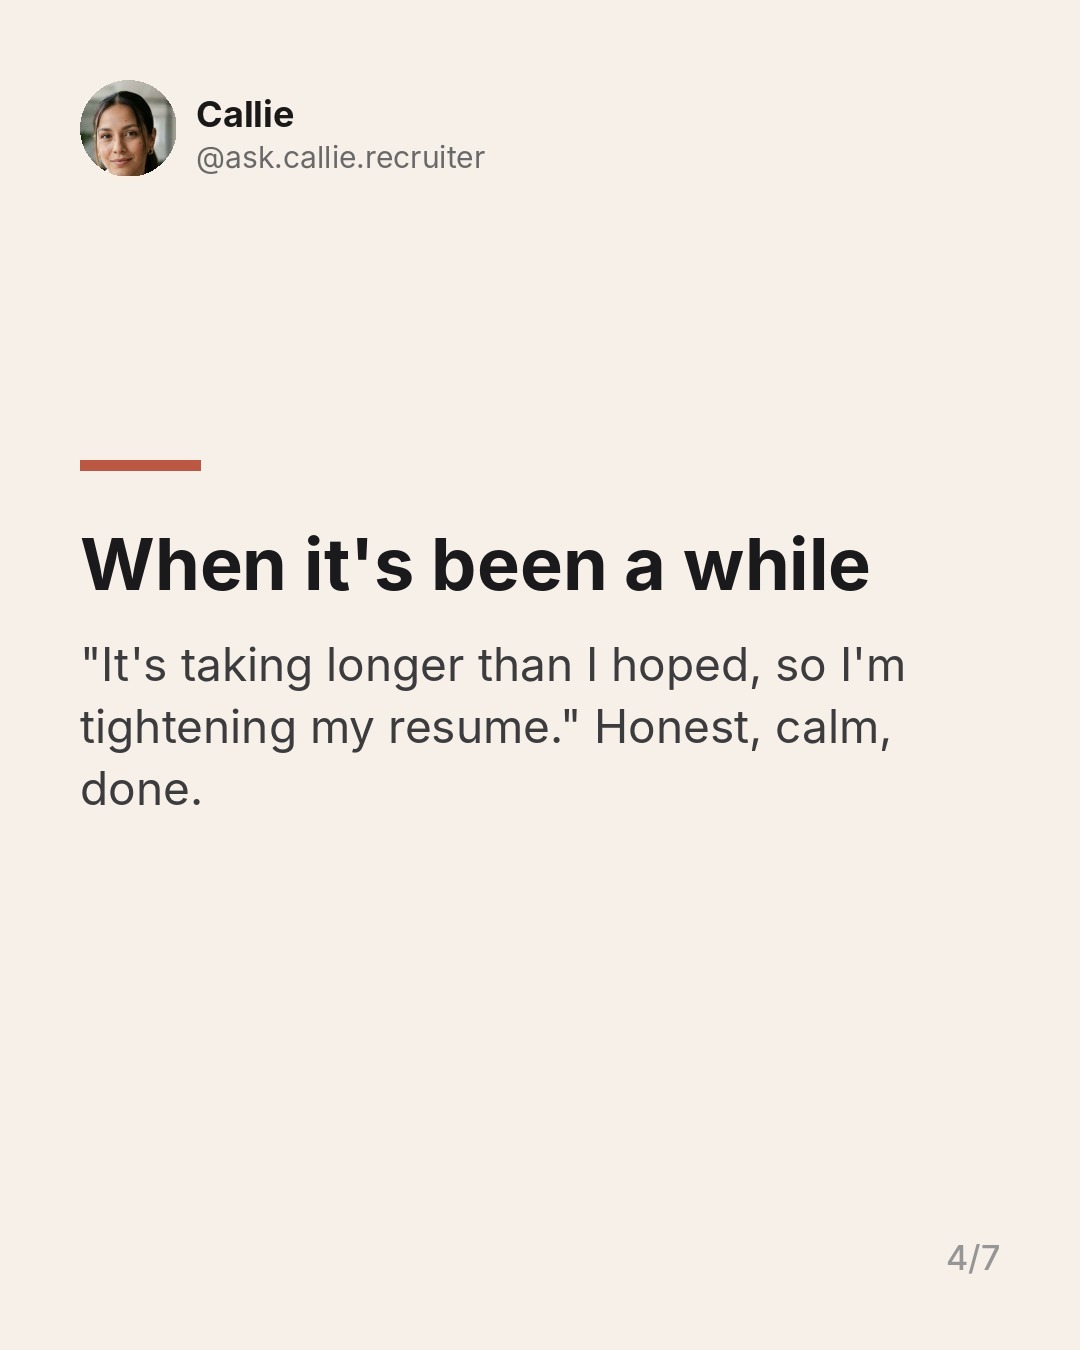 Callie
@ask.callie.recruiter
When it's been a while
"It's taking longer than I hoped, so I'm
tightening my resume." Honest, calm,
done.
4/7